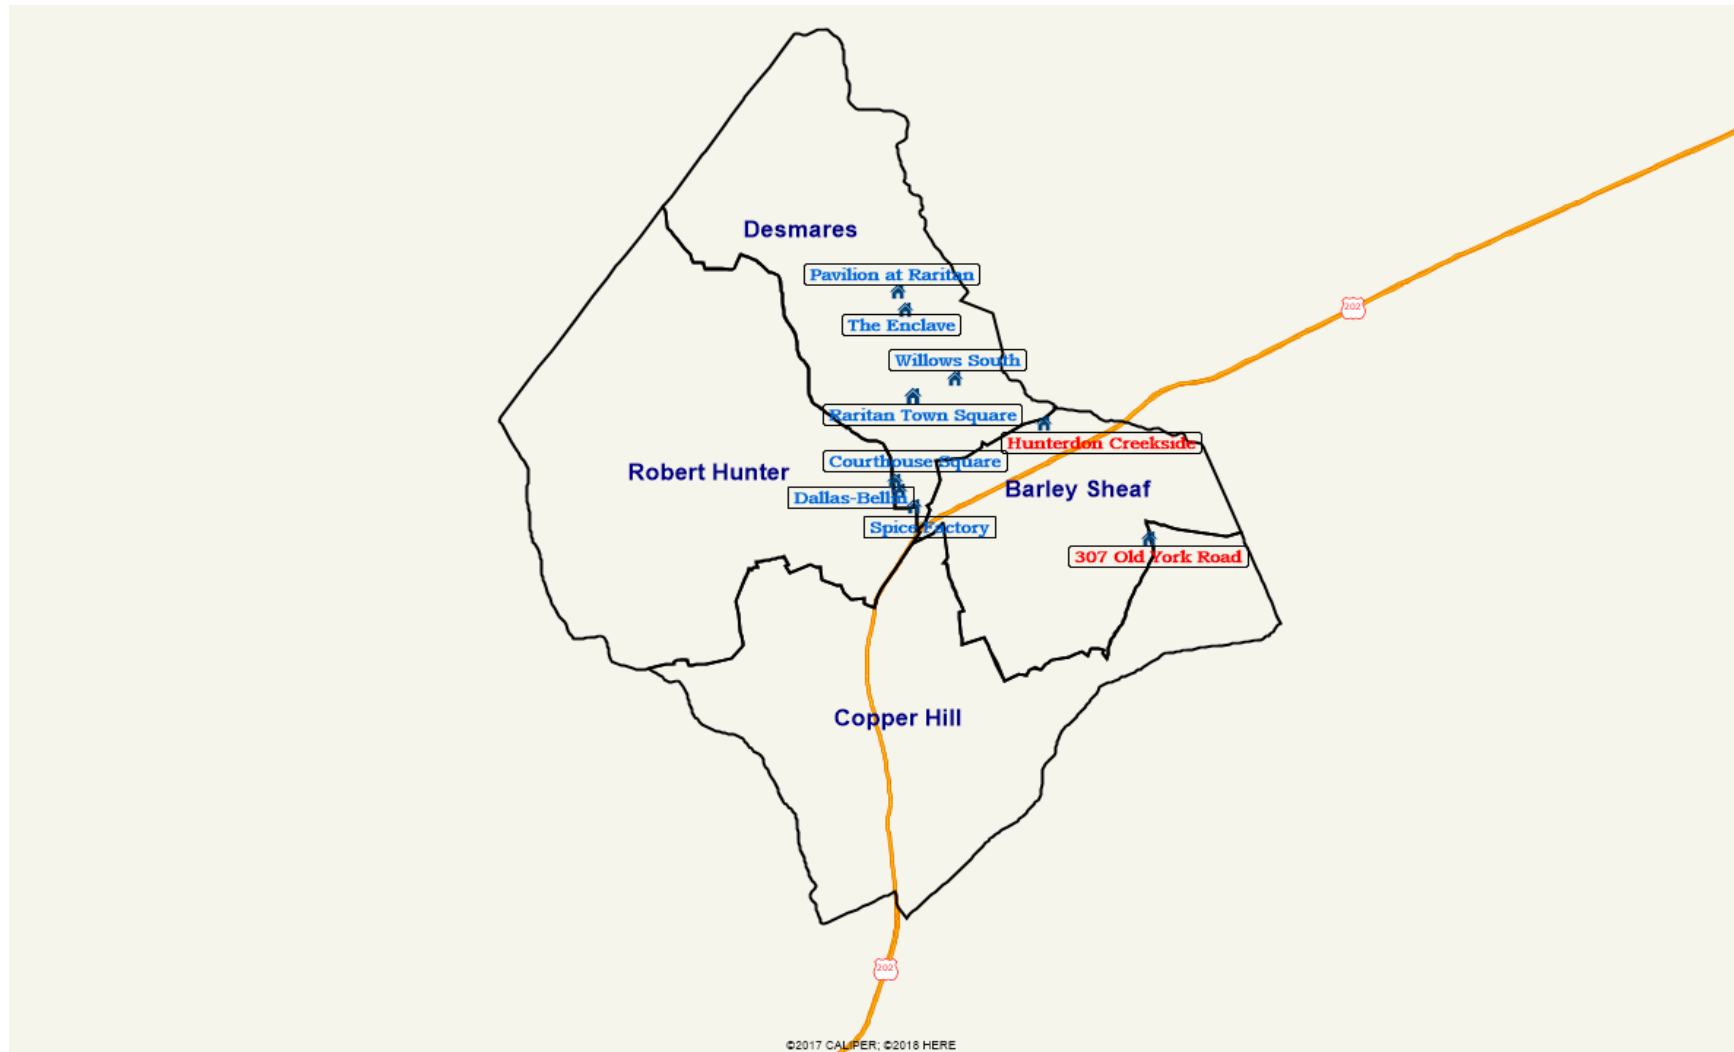 Desmares
Pavilion at Raritan
The Enclave
202
Willows South
Raritan Town Square
Hunterdon Creekside
Courthouse Square
Robert Hunter
Barley Sheaf
Dallas-Bellin
Spice Factory
307 Old York Road
Copper Hill
202
©2017 CALIPER; ©2018 HERE